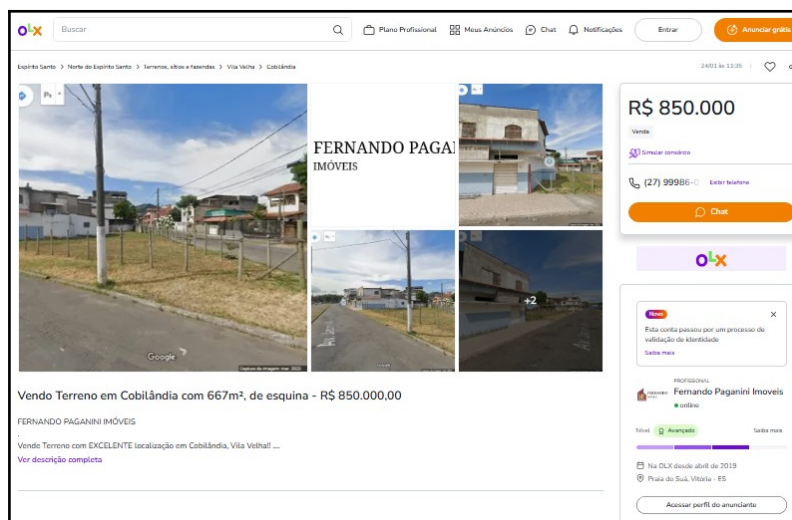 OLX
Buscar
Plano Profissional
Meus Anúncios
Chat
Notificações
Entrar
Anunciar grátis
Espírito Santo > Norte do Espírito Santo > Terrenos, sítios e fazendas > Vila Velha > Cobilândia
24/01 às 11:35
FERNANDO PAGA
IMÓVEIS
Google
+2
R$ 850.000
Venda
Simular consórcio
(27) 99986-
Exibir telefone
Chat
OLX
Novo
Esta conta passou por um processo de
validação de identidade
Saiba mais
PROFISSIONAL
Fernando Paganini Imoveis
online
Nível
Avançado
Saiba mais
Na OLX desde abril de 2019
Praia do Suá, Vitória - ES
Acessar perfil do anunciante
Vendo Terreno em Cobilândia com 667m², de esquina - R$ 850.000,00
FERNANDO PAGANINI IMÓVEIS
.
Vende Terreno com EXCELENTE localização em Cobilândia, Vila Velha!! ....
Ver descrição completa